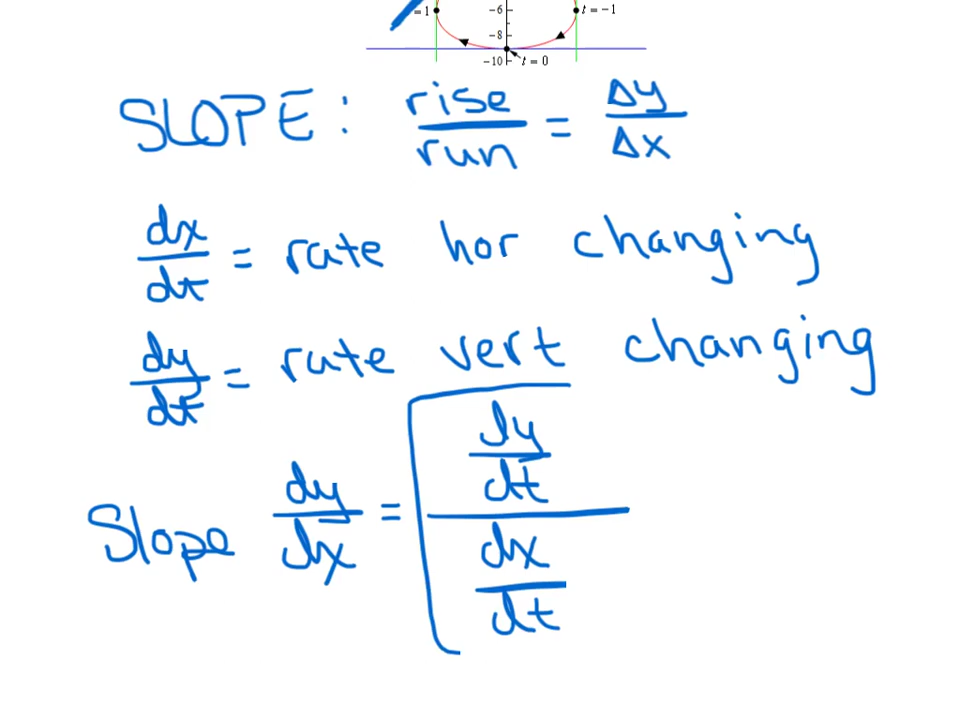 = 1
-6
t = -1
-8
-10
t = 0
SLOPE: rise/run = Δy/Δx
dx/dt = rate hor changing
dy/dt = rate vert changing
Slope dy/dx = (dy/dt)/(dx/dt)